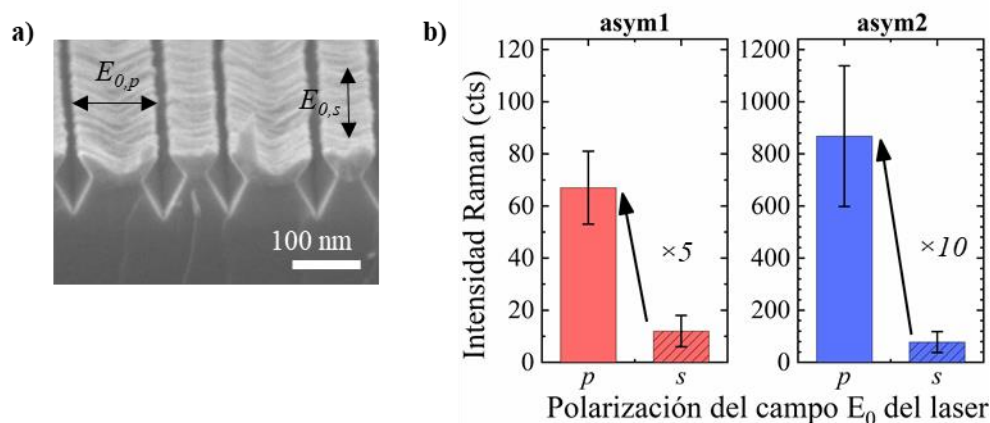 a)
E0,p
E0,s
100 nm
b)
asym1
asym2
Intensidad Raman (cts)
120
100
80
60
40
20
0
×5
p
s
1200
1000
800
600
400
200
0
×10
p
s
Polarización del campo E0 del laser